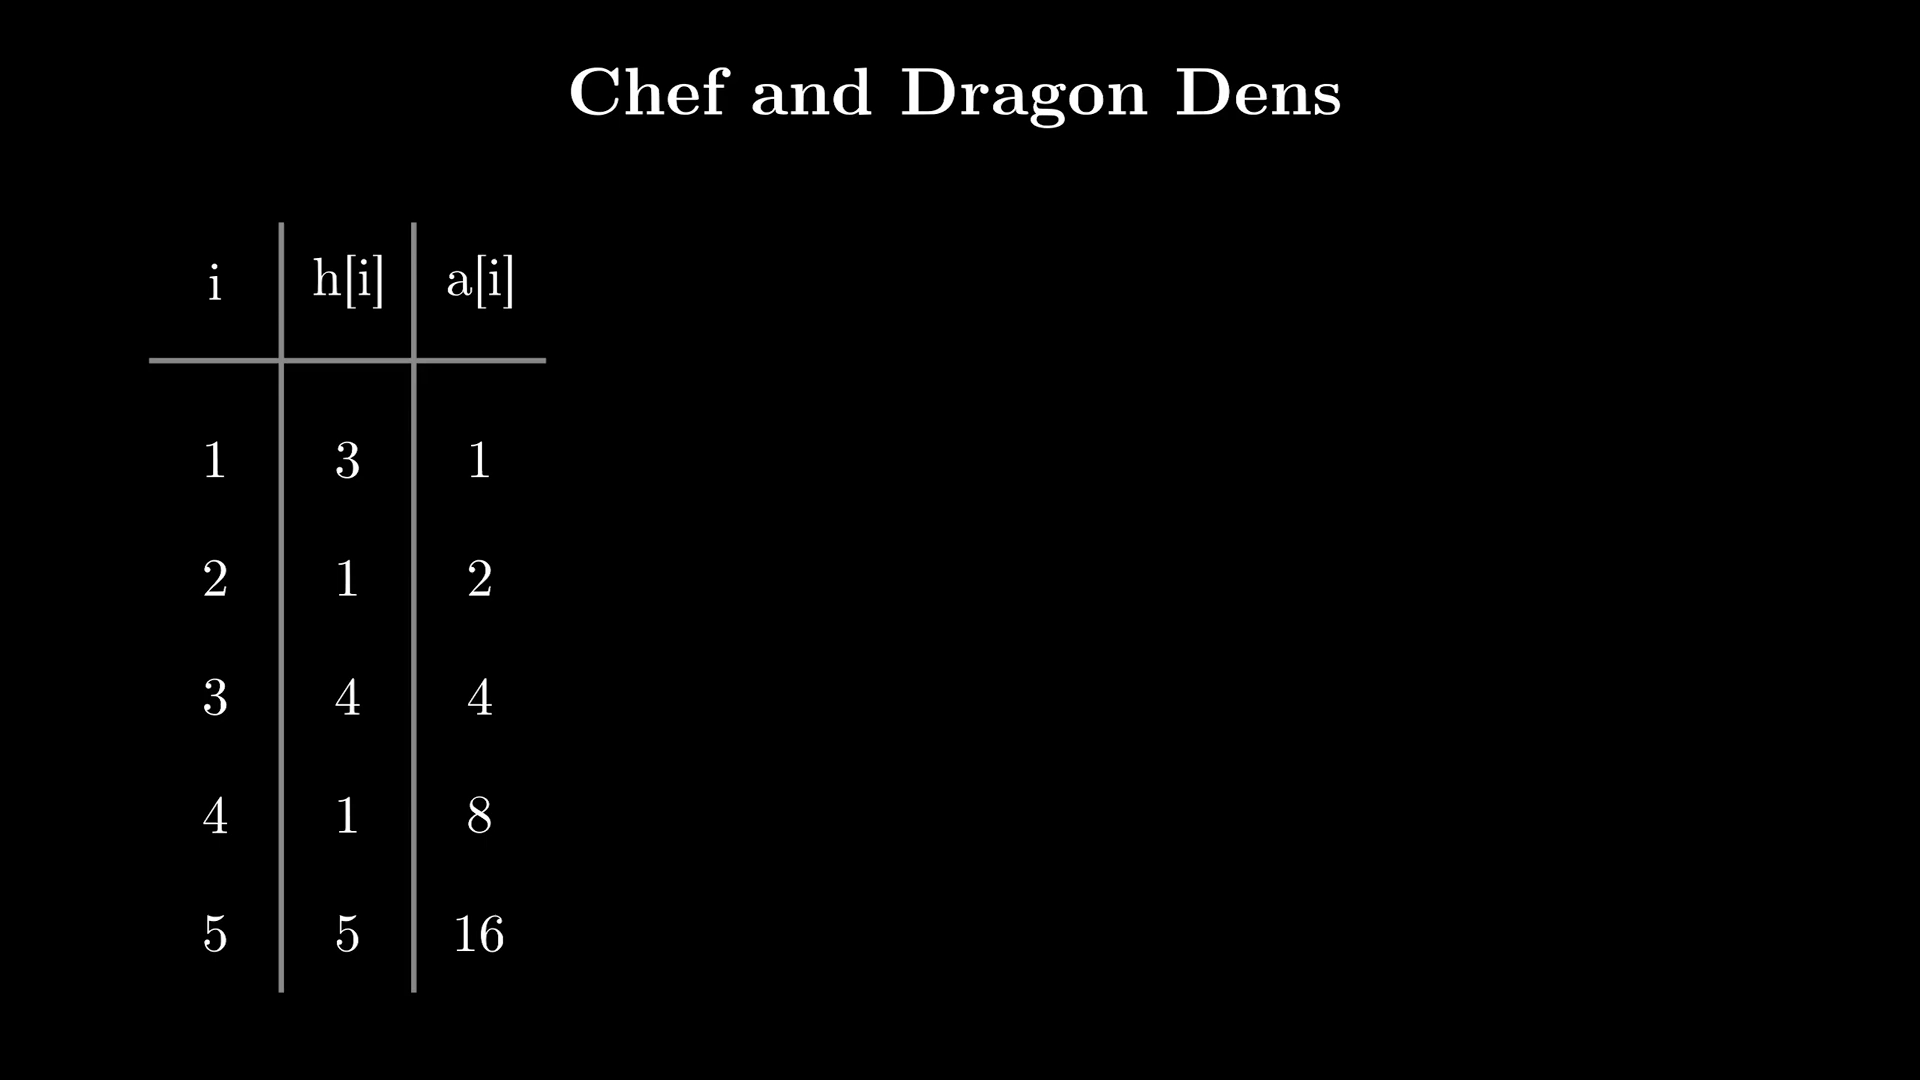 Chef and Dragon Dens
i h[i] a[i]
1 3 1
2 1 2
3 4 4
4 1 8
5 5 16